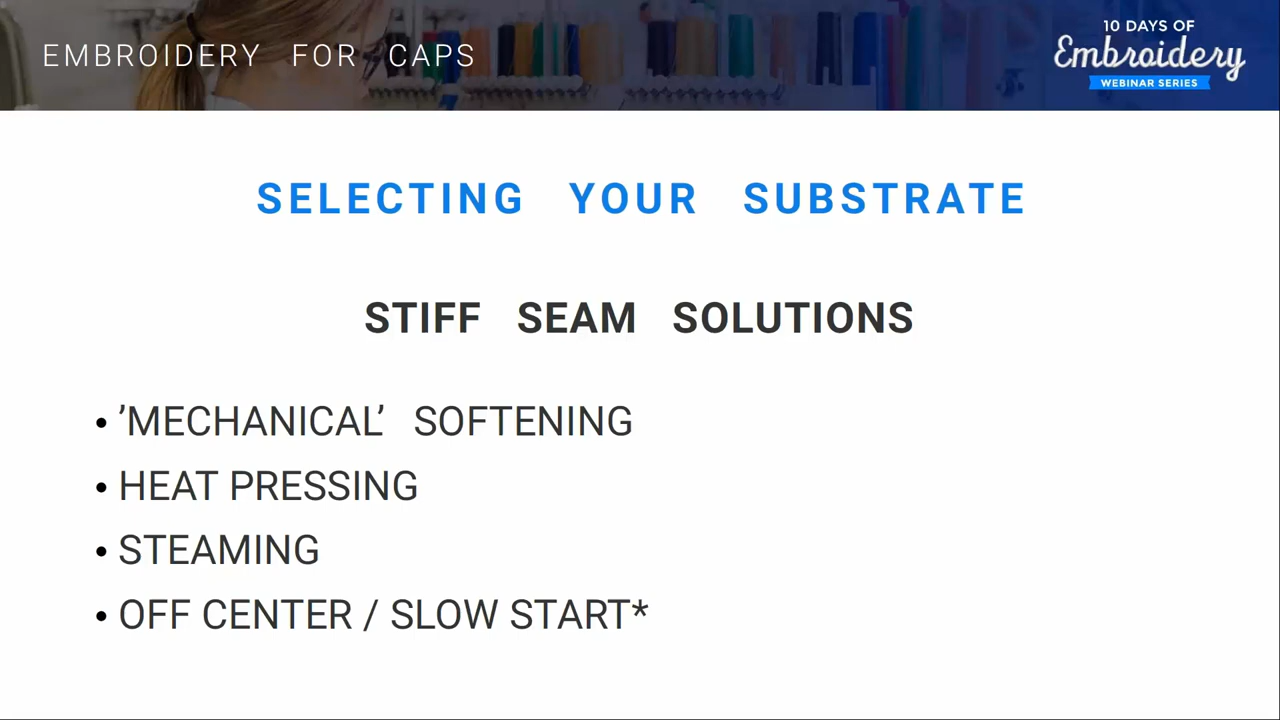 EMBROIDERY FOR CAPS
10 DAYS OF
Embroidery
WEBINAR SERIES
SELECTING YOUR SUBSTRATE
STIFF SEAM SOLUTIONS
• ’MECHANICAL’ SOFTENING
• HEAT PRESSING
• STEAMING
• OFF CENTER / SLOW START*